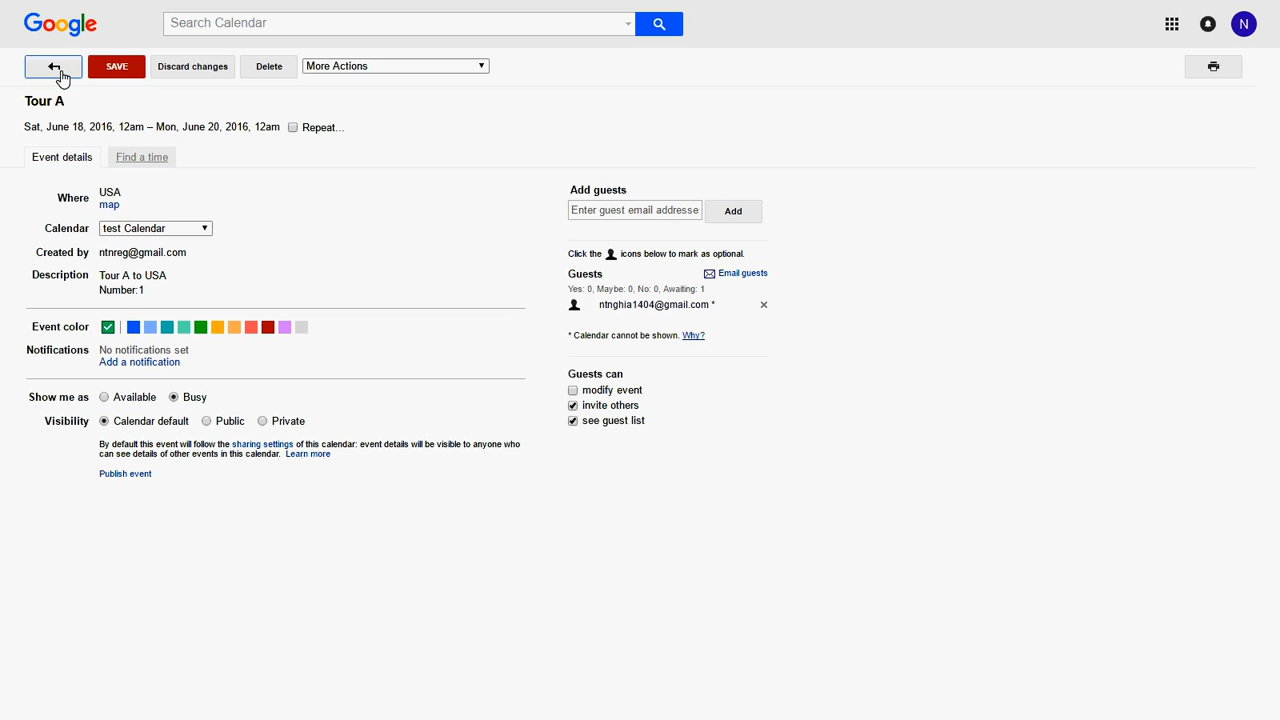 Google
Search Calendar
N
SAVE
Discard changes
Delete
More Actions
Tour A
Sat, June 18, 2016, 12am – Mon, June 20, 2016, 12am
Repeat...
Event details
Find a time
Where
USA
map
Calendar
test Calendar
Created by
ntnreg@gmail.com
Description
Tour A to USA
Number:1
Event color
Notifications
No notifications set
Add a notification
Show me as
Available
Busy
Visibility
Calendar default
Public
Private
By default this event will follow the sharing settings of this calendar: event details will be visible to anyone who
can see details of other events in this calendar. Learn more
Publish event
Add guests
Enter guest email addresse
Add
Click the icons below to mark as optional.
Guests
Email guests
Yes: 0, Maybe: 0, No: 0, Awaiting: 1
ntnghia1404@gmail.com *
* Calendar cannot be shown. Why?
Guests can
modify event
invite others
see guest list